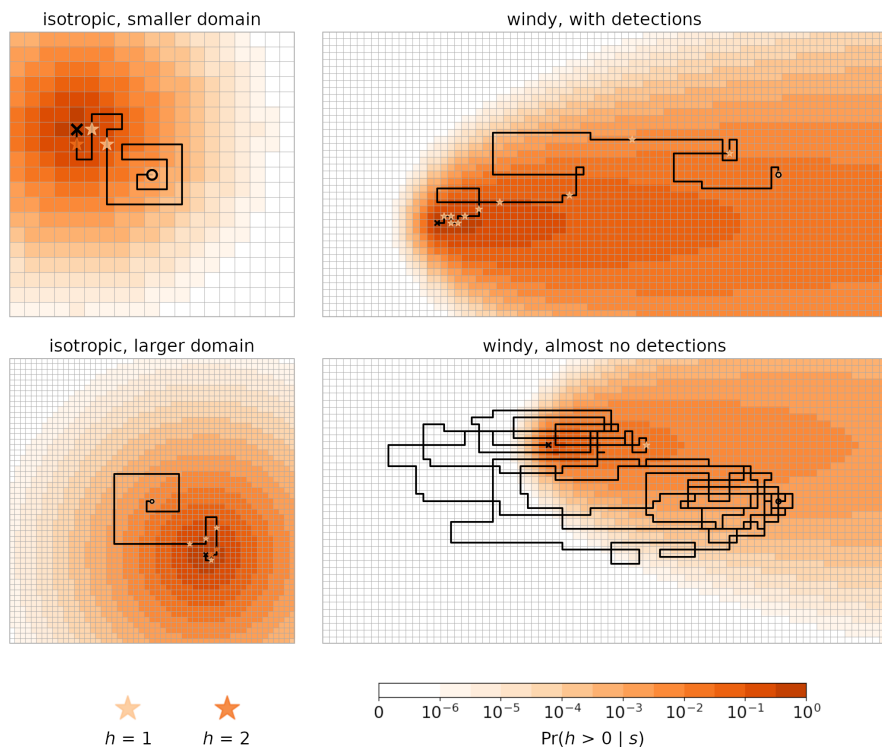 isotropic, smaller domain
windy, with detections
isotropic, larger domain
windy, almost no detections
0 10⁻⁶ 10⁻⁵ 10⁻⁴ 10⁻³ 10⁻² 10⁻¹ 10⁰
h = 1 h = 2 Pr(h > 0 | s)